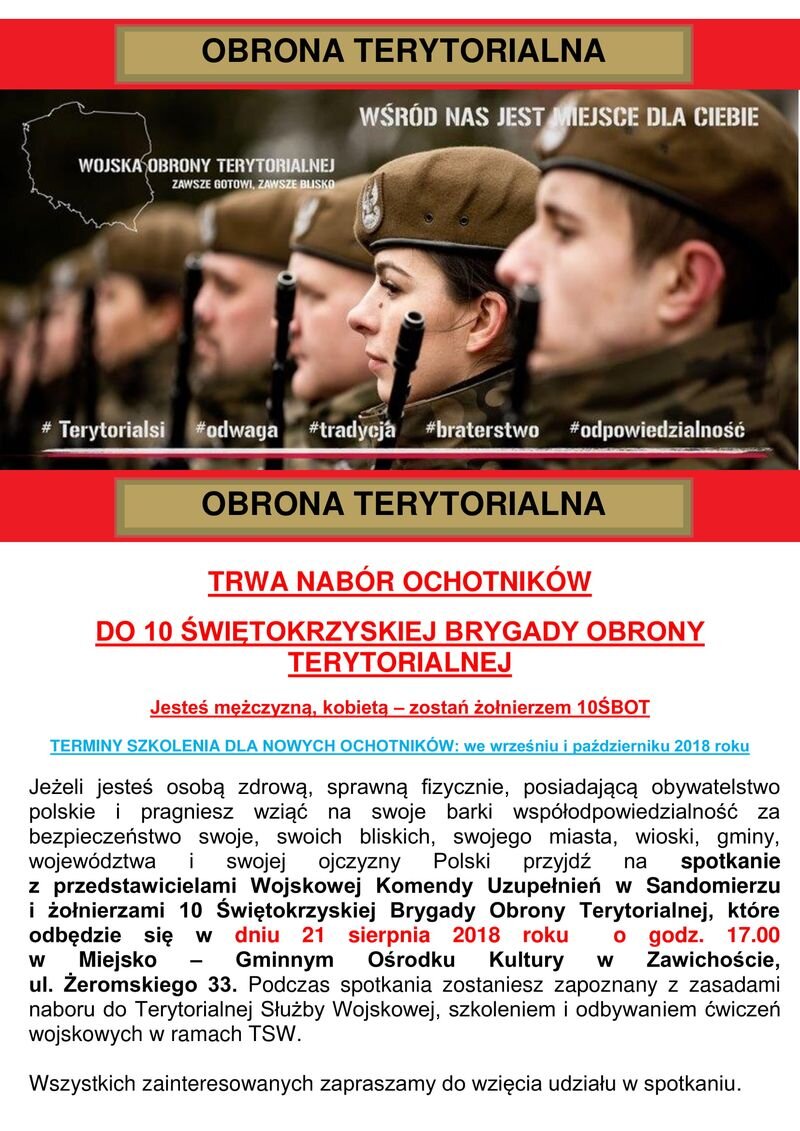 OBRONA TERYTORIALNA
WŚRÓD NAS JEST MIEJSCE DLA CIEBIE
WOJSKA OBRONY TERYTORIALNEJ
ZAWSZE GOTOWI, ZAWSZE BLISKO
# Terytorialsi #odwaga #tradycja #braterstwo #odpowiedzialność
OBRONA TERYTORIALNA
TRWA NABÓR OCHOTNIKÓW
DO 10 ŚWIĘTOKRZYSKIEJ BRYGADY OBRONY
TERYTORIALNEJ
Jesteś mężczyzną, kobietą – zostań żołnierzem 10ŚBOT
TERMINY SZKOLENIA DLA NOWYCH OCHOTNIKÓW: we wrześniu i październiku 2018 roku
Jeżeli jesteś osobą zdrową, sprawną fizycznie, posiadającą obywatelstwo
polskie i pragniesz wziąć na swoje barki współodpowiedzialność za
bezpieczeństwo swoje, swoich bliskich, swojego miasta, wioski, gminy,
województwa i swojej ojczyzny Polski przyjdź na spotkanie
z przedstawicielami Wojskowej Komendy Uzupełnień w Sandomierzu
i żołnierzami 10 Świętokrzyskiej Brygady Obrony Terytorialnej, które
odbędzie się w dniu 21 sierpnia 2018 roku o godz. 17.00
w Miejsko – Gminnym Ośrodku Kultury w Zawichoście,
ul. Żeromskiego 33. Podczas spotkania zostaniesz zapoznany z zasadami
naboru do Terytorialnej Służby Wojskowej, szkoleniem i odbywaniem ćwiczeń
wojskowych w ramach TSW.
Wszystkich zainteresowanych zapraszamy do wzięcia udziału w spotkaniu.